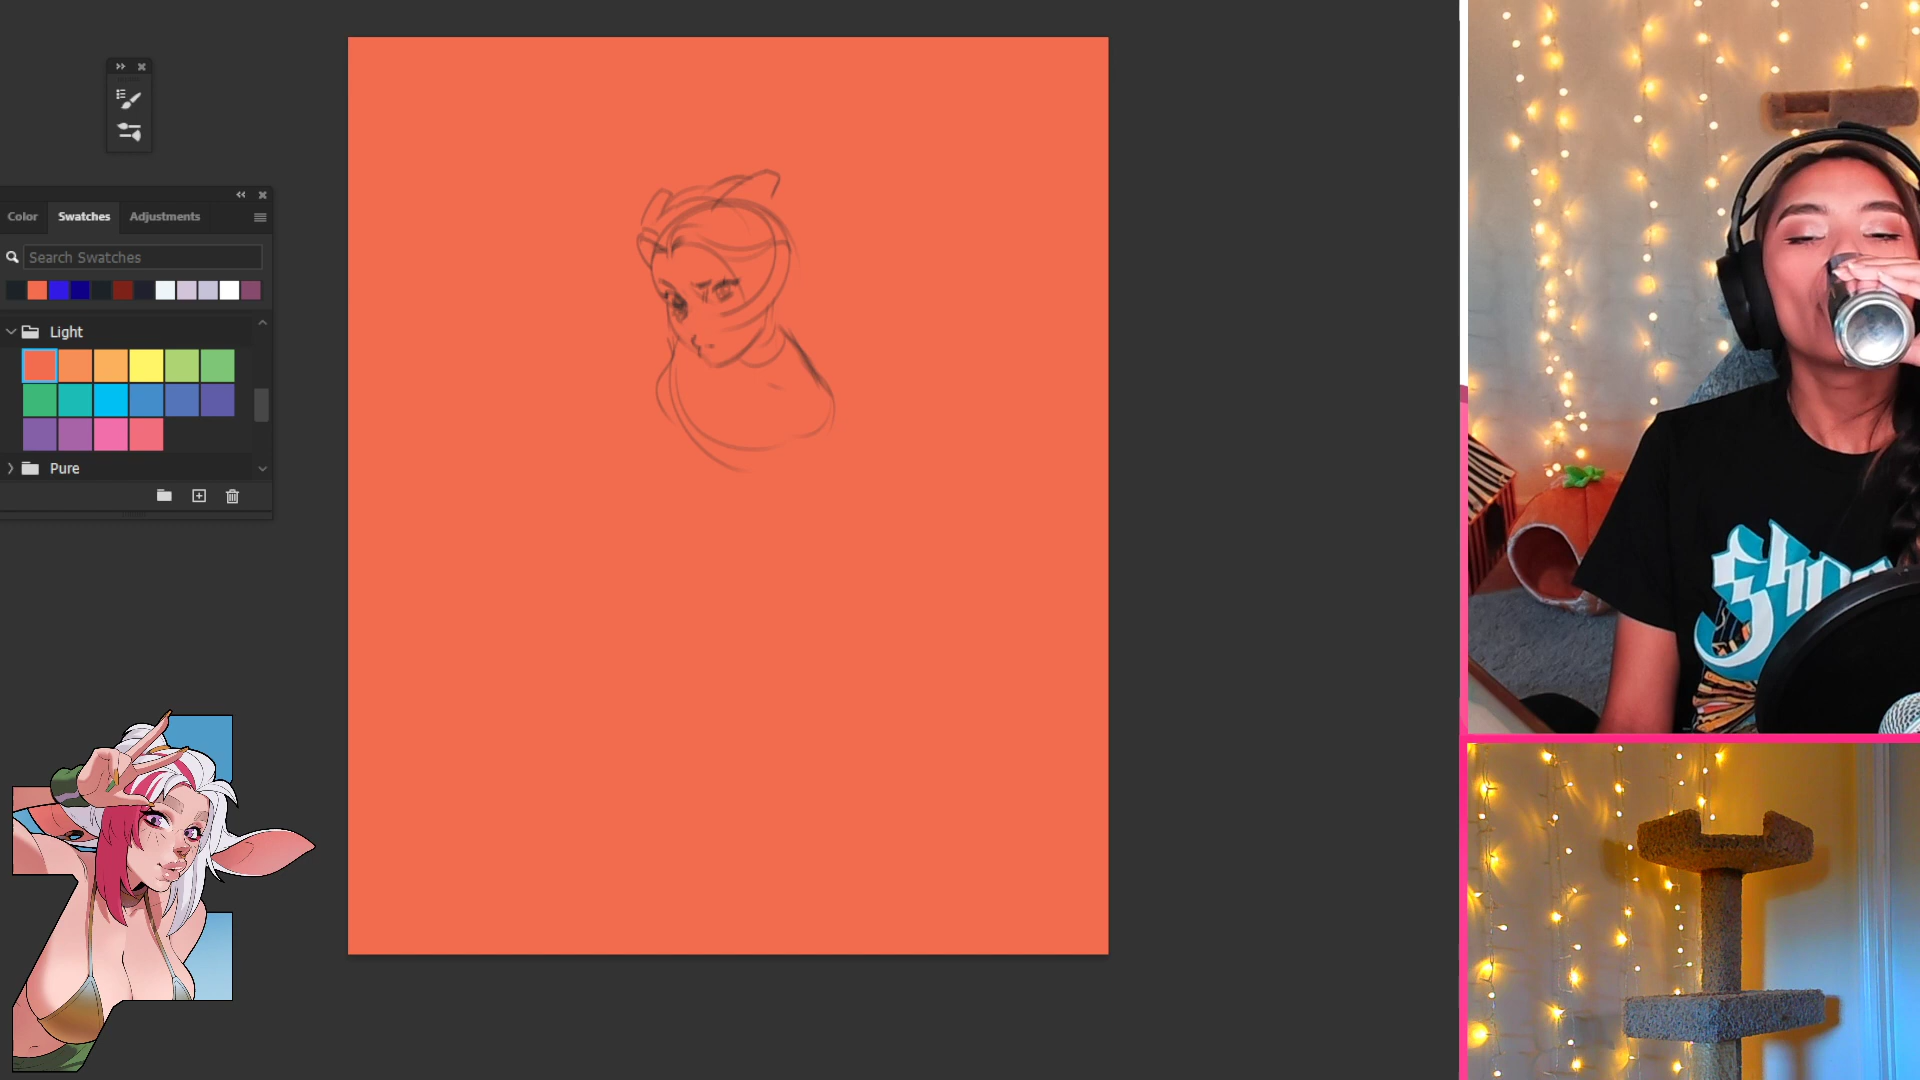 Color
Swatches
Adjustments
Search Swatches
Light
Pure